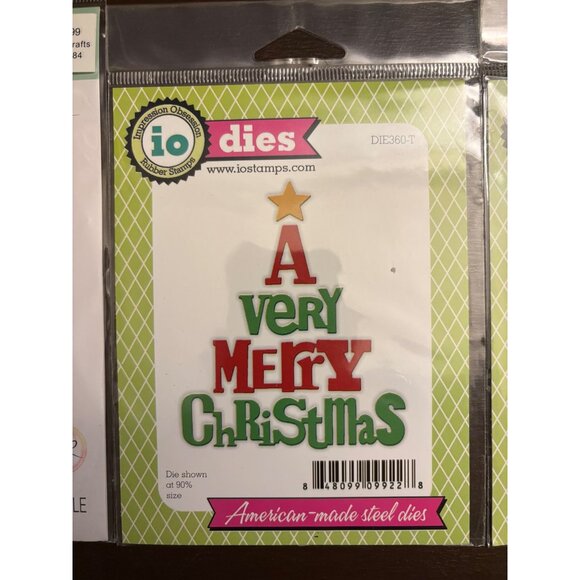 99
rafts
84
Impression Obsession
io
Rubber Stamps
dies
DIE360-T
www.iostamps.com
A
VeRY
MErrY
ChRiStmas
Die shown
at 90%
size
8 48099 09922 8
American-made steel dies
LE